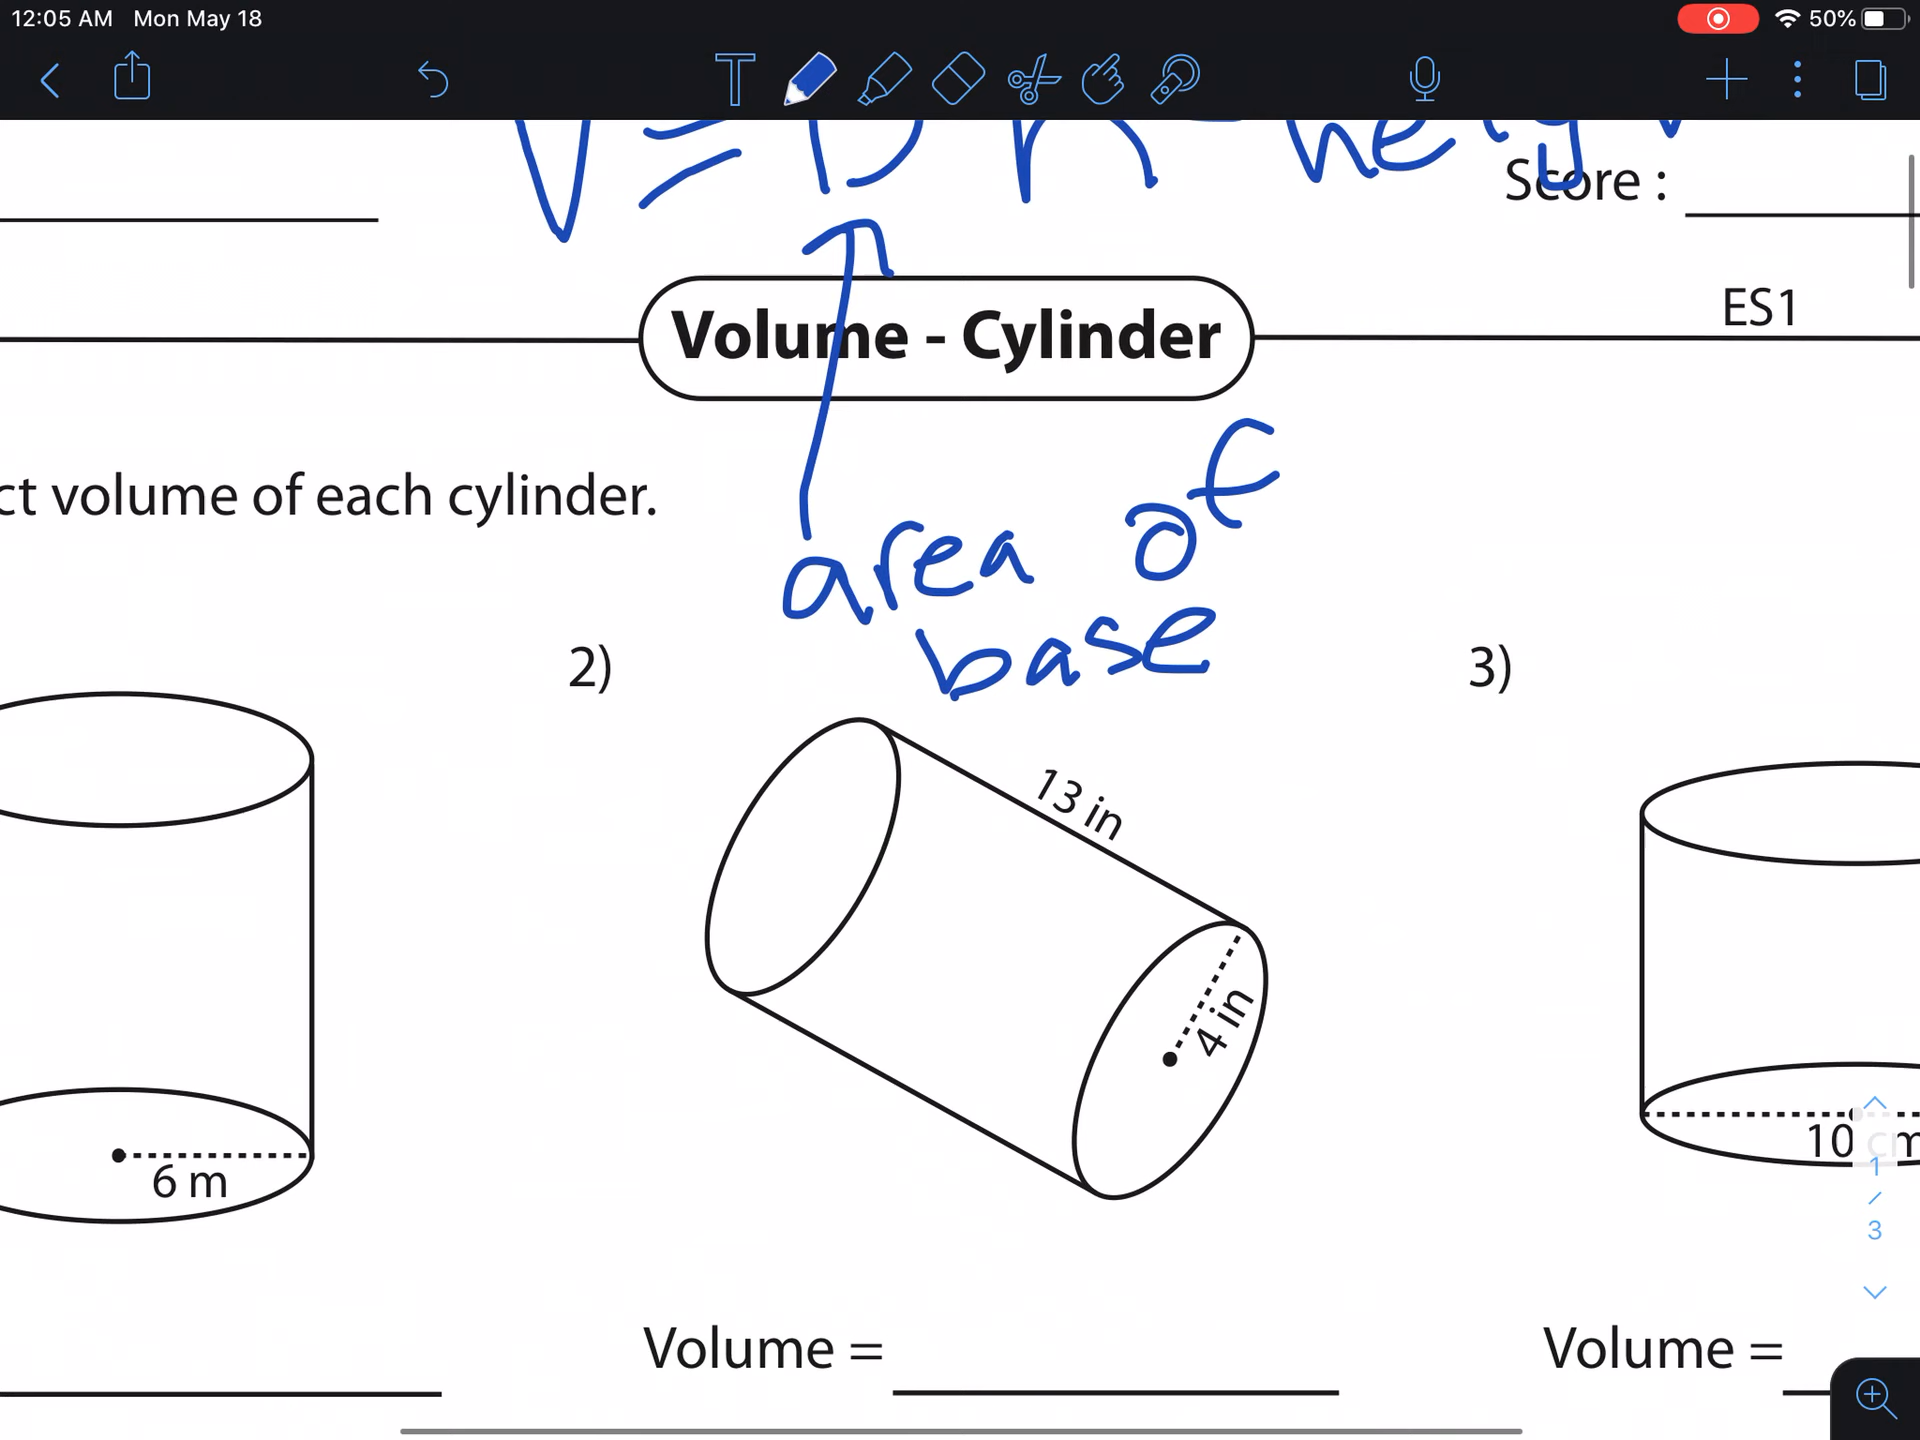 12:05 AM Mon May 18
50%
V = b h
Score :
Volume - Cylinder
ES1
ct volume of each cylinder.
area of
base
2)
3)
13 in
4 in
6 m
10 cm
1
/
3
Volume =
Volume =